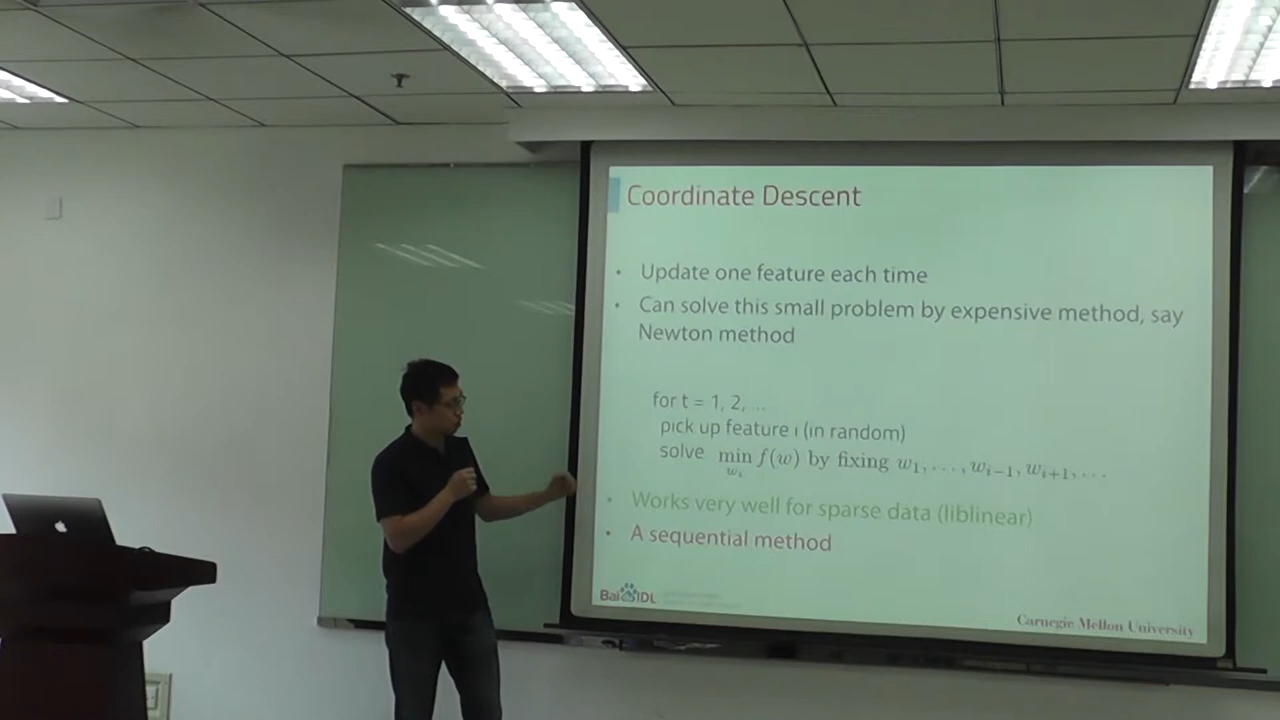 Coordinate Descent
• Update one feature each time
• Can solve this small problem by expensive method, say
Newton method
for t = 1, 2, ...
pick up feature i (in random)
solve min f(w) by fixing w₁, . . . , wᵢ₋₁, wᵢ₊₁, . . .
wᵢ
• Works very well for sparse data (liblinear)
• A sequential method
Bai IDL
Carnegie Mellon University